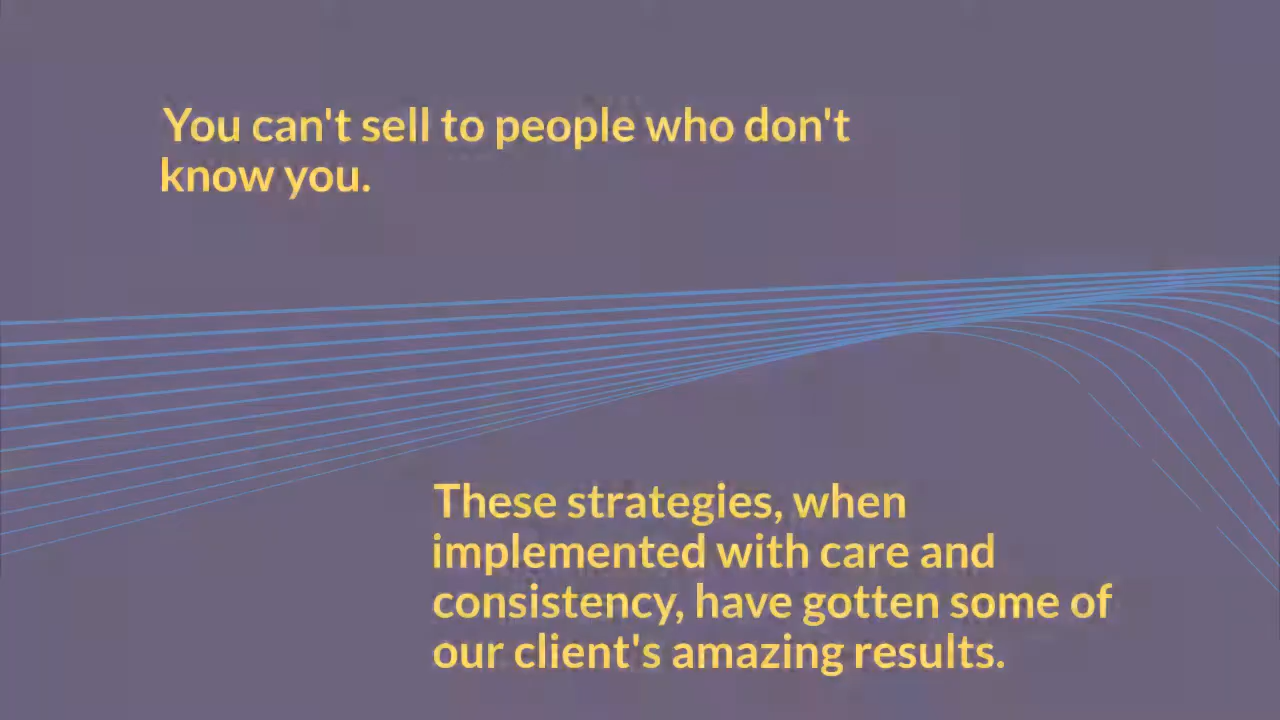 You can't sell to people who don't
know you.
These strategies, when
implemented with care and
consistency, have gotten some of
our client's amazing results.